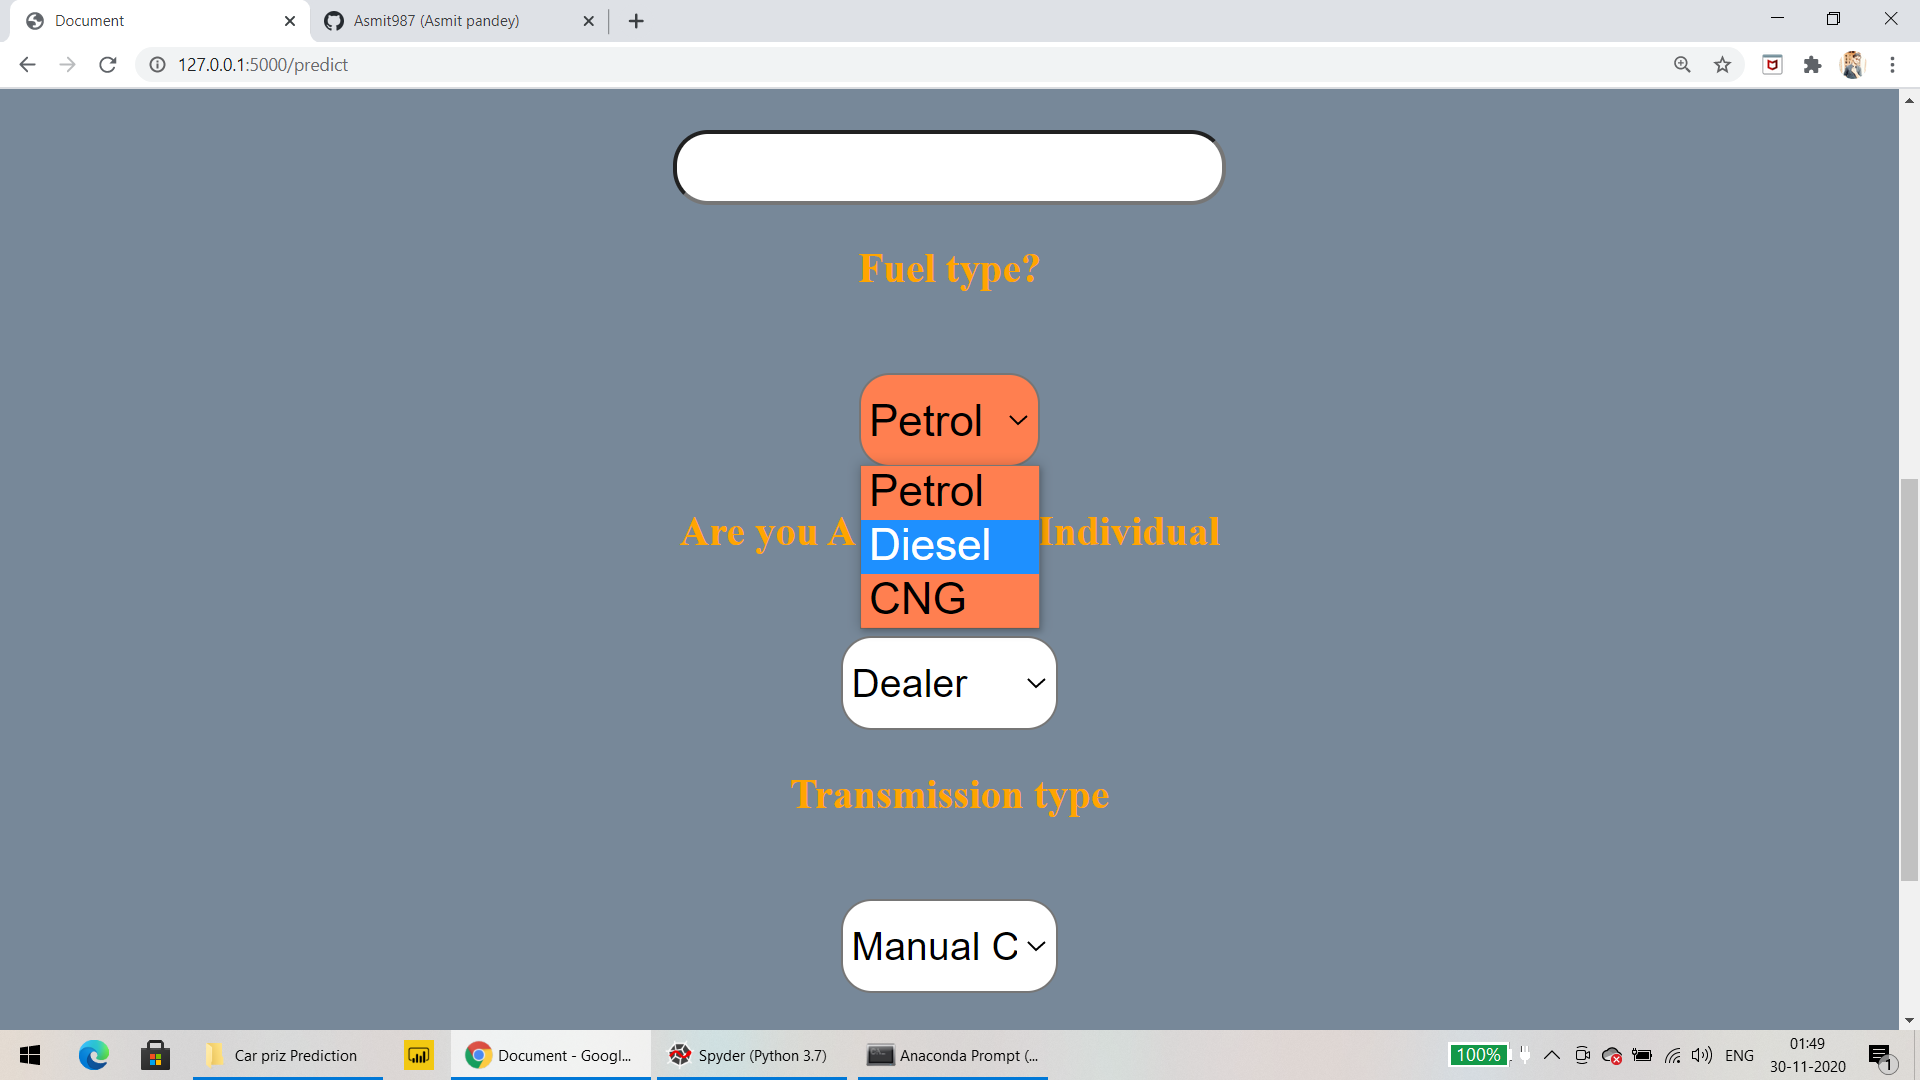 Document
Asmit987 (Asmit pandey)
127.0.0.1:5000/predict
Fuel type?
Petrol
Petrol
Are you A
Diesel
Individual
CNG
Dealer
Transmission type
Manual C
Car priz Prediction
Document - Googl...
Spyder (Python 3.7)
Anaconda Prompt (...
100%
ENG
01:49
30-11-2020
1